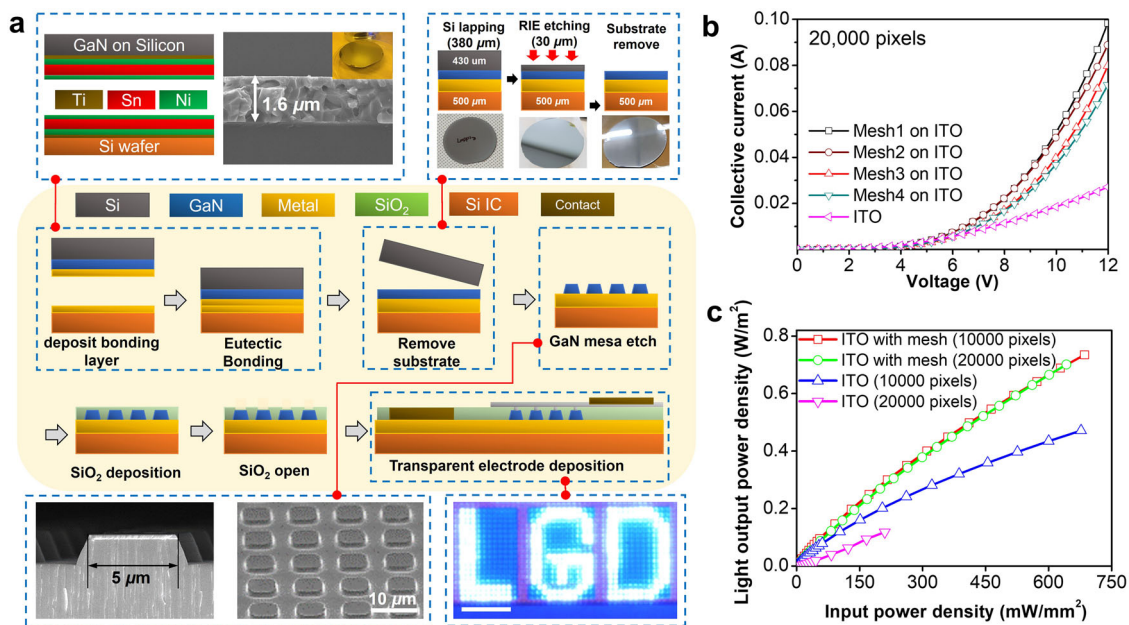 a
GaN on Silicon
Ti
Sn
Ni
Si wafer
1.6 µm
Si lapping
(380 µm)
RIE etching
(30 µm)
Substrate
remove
430 um
500 µm
500 µm
500 µm
Si
GaN
Metal
SiO2
Si IC
Contact
deposit bonding
layer
Eutectic
Bonding
Remove
substrate
GaN mesa etch
SiO2 deposition
SiO2 open
Transparent electrode deposition
5 µm
10 µm
LGD
b
20,000 pixels
Mesh1 on ITO
Mesh2 on ITO
Mesh3 on ITO
Mesh4 on ITO
ITO
Collective current (A)
0.10
0.08
0.06
0.04
0.02
0 2 4 6 8 10 12
Voltage (V)
c
ITO with mesh (10000 pixels)
ITO with mesh (20000 pixels)
ITO (10000 pixels)
ITO (20000 pixels)
Light output power density (W/m²)
0.8
0.6
0.4
0.2
0.0
0 150 300 450 600 750
Input power density (mW/mm²)